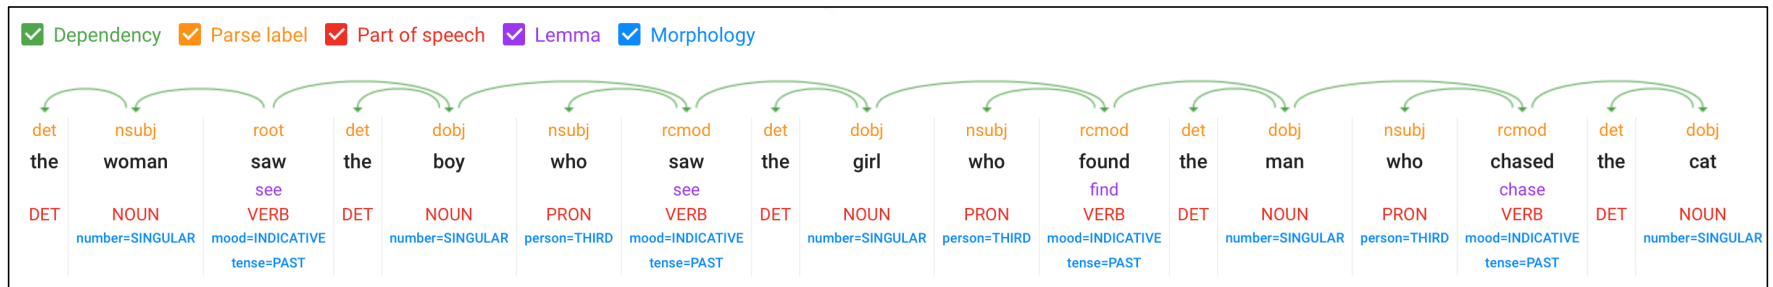 Dependency Parse label Part of speech Lemma Morphology
det nsubj root det dobj nsubj rcmod det dobj nsubj rcmod det dobj nsubj rcmod det dobj
the woman saw the boy who saw the girl who found the man who chased the cat
see see find chase
DET NOUN VERB DET NOUN PRON VERB DET NOUN PRON VERB DET NOUN PRON VERB DET NOUN
number=SINGULAR mood=INDICATIVE number=SINGULAR person=THIRD mood=INDICATIVE number=SINGULAR person=THIRD mood=INDICATIVE number=SINGULAR person=THIRD mood=INDICATIVE number=SINGULAR
tense=PAST tense=PAST tense=PAST tense=PAST